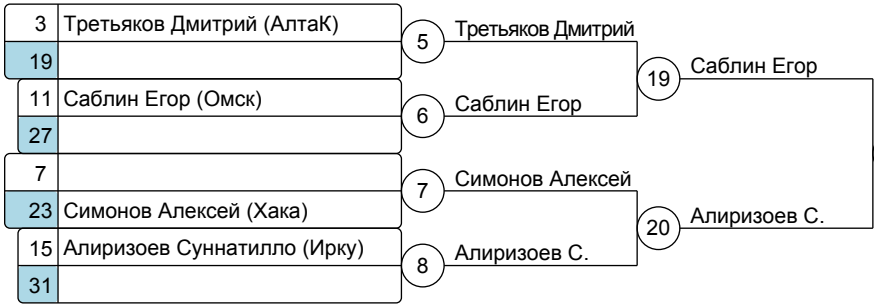 3 Третьяков Дмитрий (АлтаК)
19
5 Третьяков Дмитрий
11 Саблин Егор (Омск)
27
6 Саблин Егор
19 Саблин Егор
7
23 Симонов Алексей (Хака)
7 Симонов Алексей
15 Алиризоев Суннатилло (Ирку)
31
8 Алиризоев С.
20 Алиризоев С.